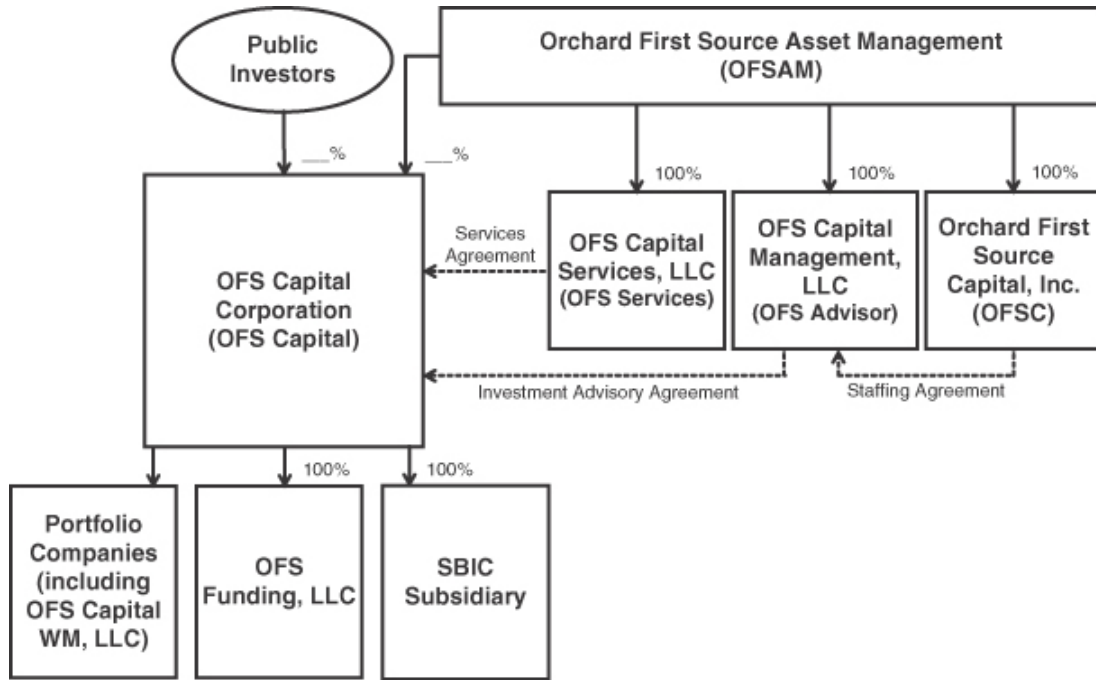 Public
Investors
Orchard First Source Asset Management
(OFSAM)
___%
___%
100%
100%
100%
OFS Capital
Corporation
(OFS Capital)
Services
Agreement
OFS Capital
Services, LLC
(OFS Services)
OFS Capital
Management,
LLC
(OFS Advisor)
Orchard First
Source
Capital, Inc.
(OFSC)
Investment Advisory Agreement
Staffing Agreement
100%
100%
Portfolio
Companies
(including
OFS Capital
WM, LLC)
OFS
Funding, LLC
SBIC
Subsidiary